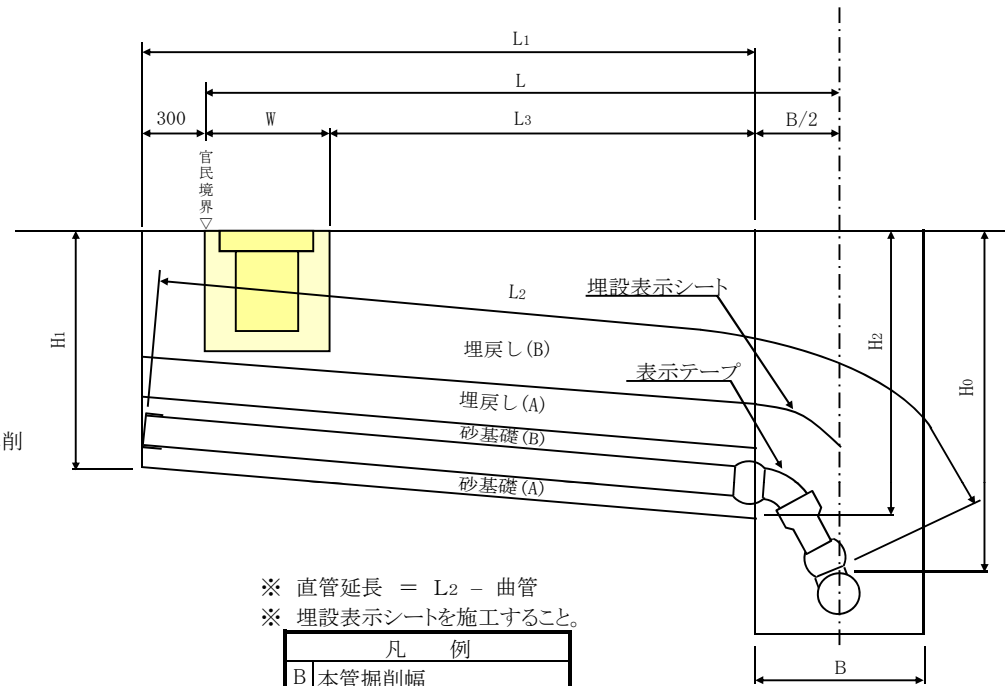 L1
L
300
W
L3
B/2
官民境界
▽
L2
埋設表示シート
H1
H2
H0
埋戻し(B)
表示テープ
埋戻し(A)
砂基礎(B)
削
砂基礎(A)
※ 直管延長 = L2 - 曲管
※ 埋設表示シートを施工すること。
凡 例
B 本管掘削幅
B